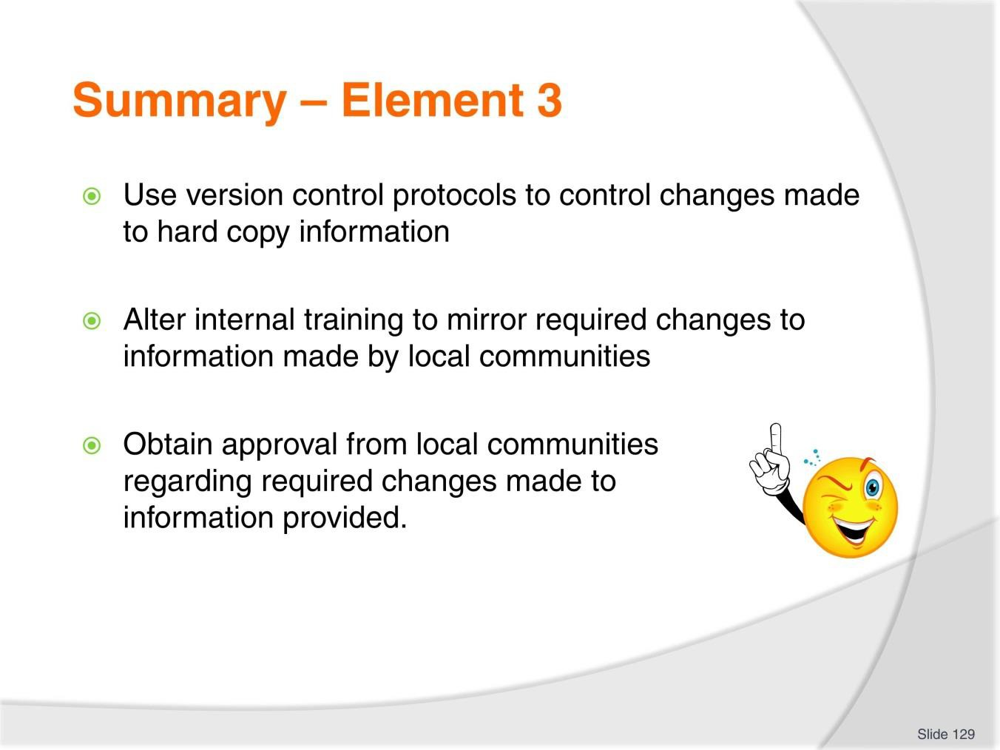 Summary – Element 3
Use version control protocols to control changes made
to hard copy information
Alter internal training to mirror required changes to
information made by local communities
Obtain approval from local communities
regarding required changes made to
information provided.
Slide 129